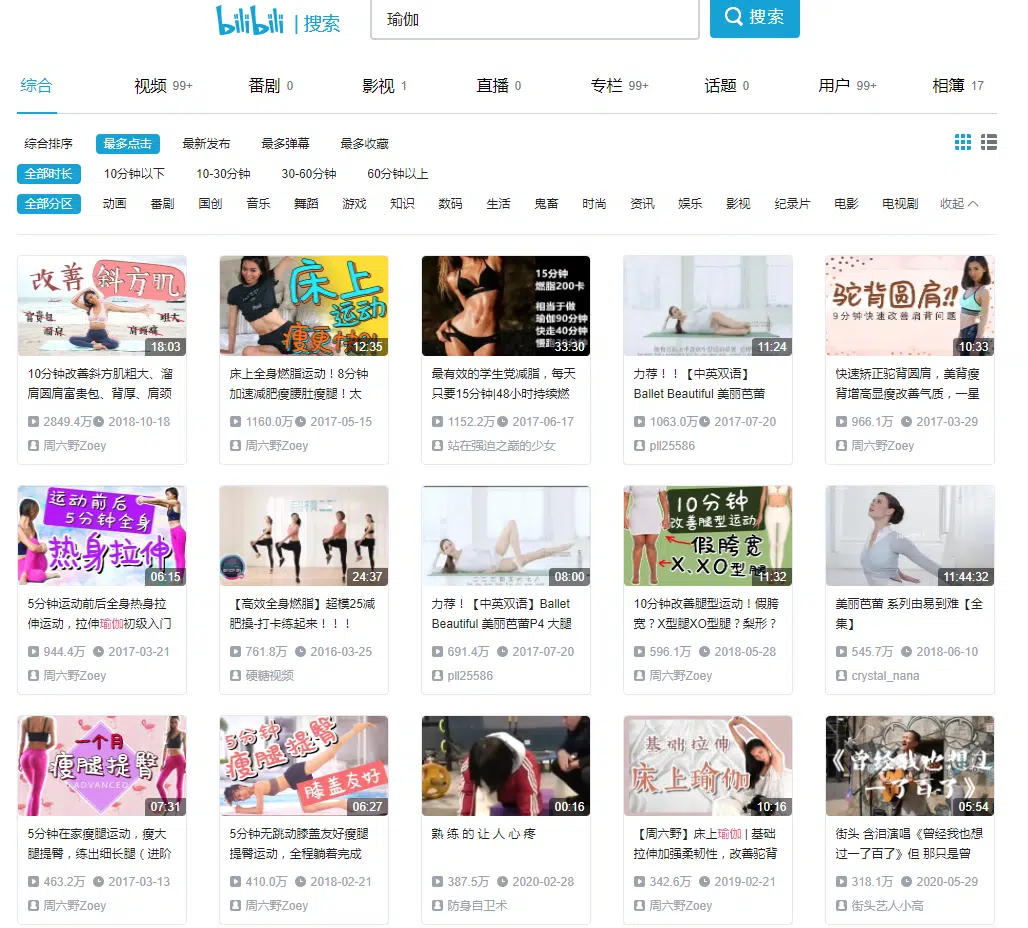 bilibili | 搜索
瑜伽
搜索
综合 视频 99+ 番剧 0 影视 1 直播 0 专栏 99+ 话题 0 用户 99+ 相簿 17
综合排序 最多点击 最新发布 最多弹幕 最多收藏
全部时长 10分钟以下 10-30分钟 30-60分钟 60分钟以上
全部分区 动画 番剧 国创 音乐 舞蹈 游戏 知识 数码 生活 鬼畜 时尚 资讯 娱乐 影视 纪录片 电影 电视剧 收起
改善 斜方肌
富贵包 粗大
溜肩 肩颈痛
18:03
10分钟改善斜方肌粗大、溜
肩圆肩富贵包、背厚、肩颈
2849.4万 2018-10-18
周六野Zoey
床上
运动
瘦更快!!
12:35
床上全身燃脂运动！8分钟
加速减肥瘦腰肚瘦腿！太
1160.0万 2017-05-15
周六野Zoey
15分钟
燃脂200卡
相当于做
瑜伽90分钟
快走40分钟
33:30
最有效的学生党减脂，每天
只要15分钟|48小时持续燃
1152.2万 2017-06-17
站在强迫之巅的少女
11:24
力荐！！【中英双语】
Ballet Beautiful 美丽芭蕾
1063.0万 2017-07-20
pll25586
驼背圆肩?!!
9分钟快速改善肩背问题
10:33
快速矫正驼背圆肩，美背瘦
背增高显瘦改善气质，一星
966.1万 2017-03-29
周六野Zoey
运动前后
5分钟全身
热身拉伸
06:15
5分钟运动前后全身热身拉
伸运动，拉伸瑜伽初级入门
944.4万 2017-03-21
周六野Zoey
24:37
【高效全身燃脂】超模25减
肥操-打卡练起来！！！
761.8万 2016-03-25
硬糖视频
08:00
力荐！【中英双语】Ballet
Beautiful 美丽芭蕾P4 大腿
691.4万 2017-07-20
pll25586
10分钟
改善腿型运动
假胯宽
X、XO型腿
11:32
10分钟改善腿型运动！假胯
宽？X型腿XO型腿？梨形？
596.1万 2018-05-28
周六野Zoey
11:44:32
美丽芭蕾 系列由易到难【全
集】
545.7万 2018-06-10
crystal_nana
一个月
瘦腿提臀
ADVANCED
07:31
5分钟在家瘦腿运动，瘦大
腿提臀，练出细长腿（进阶
463.2万 2017-03-13
周六野Zoey
5分钟
瘦腿提臀
膝盖友好
06:27
5分钟无跳动膝盖友好瘦腿
提臀运动，全程躺着完成
410.0万 2018-02-21
周六野Zoey
00:16
熟 练 的 让 人 心 疼
387.5万 2020-02-28
防身自卫术
基础拉伸
床上瑜伽
10:16
【周六野】床上瑜伽 | 基础
拉伸加强柔韧性，改善驼背
342.6万 2019-02-21
周六野Zoey
《曾经我也想过
一了百了》
05:54
街头 含泪演唱《曾经我也想
过一了百了》但 那只是曾
318.1万 2020-05-29
街头艺人小高